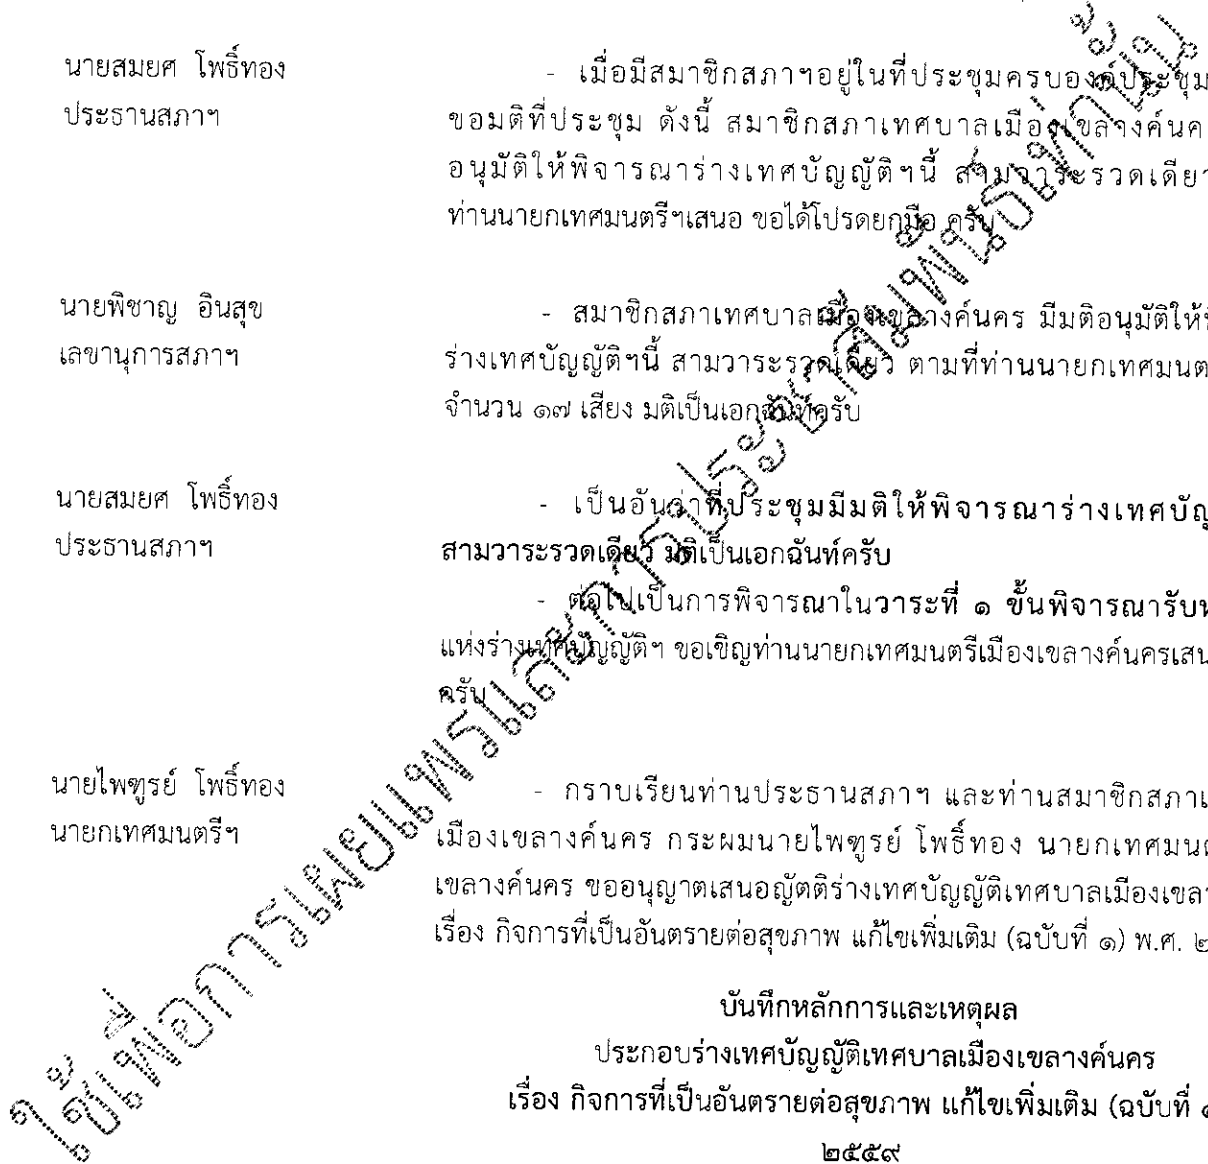 นายสมยศ โพธิ์ทอง - เมื่อมีสมาชิกสภาฯอยู่ในที่ประชุมครบองค์ประชุม
ประธานสภาฯ ขอมติที่ประชุม ดังนี้ สมาชิกสภาเทศบาลเมืองเขลางค์นค
อนุมัติให้พิจารณาร่างเทศบัญญัติฯนี้ สามวาระรวดเดีย
ท่านนายกเทศมนตรีฯเสนอ ขอได้โปรดยกมือ ครับ
นายพิชาญ อินสุข - สมาชิกสภาเทศบาลเมืองเขลางค์นคร มีมติอนุมัติให้
เลขานุการสภาฯ ร่างเทศบัญญัติฯนี้ สามวาระรวดเดียว ตามที่ท่านนายกเทศมนต
จำนวน ๑๗ เสียง มติเป็นเอกฉันท์ครับ
นายสมยศ โพธิ์ทอง - เป็นอันว่าที่ประชุมมีมติให้พิจารณาร่างเทศบัญ
ประธานสภาฯ สามวาระรวดเดียว มติเป็นเอกฉันท์ครับ
- ต่อไปเป็นการพิจารณาในวาระที่ ๑ ขั้นพิจารณารับห
แห่งร่างเทศบัญญัติฯ ขอเชิญท่านนายกเทศมนตรีเมืองเขลางค์นครเสน
ครับ
นายไพฑูรย์ โพธิ์ทอง - กราบเรียนท่านประธานสภาฯ และท่านสมาชิกสภาเ
นายกเทศมนตรีฯ เมืองเขลางค์นคร กระผมนายไพฑูรย์ โพธิ์ทอง นายกเทศมนต
เขลางค์นคร ขออนุญาตเสนอญัตติร่างเทศบัญญัติเทศบาลเมืองเขลา
เรื่อง กิจการที่เป็นอันตรายต่อสุขภาพ แก้ไขเพิ่มเติม (ฉบับที่ ๑) พ.ศ. ๒
บันทึกหลักการและเหตุผล
ประกอบร่างเทศบัญญัติเทศบาลเมืองเขลางค์นคร
เรื่อง กิจการที่เป็นอันตรายต่อสุขภาพ แก้ไขเพิ่มเติม (ฉบับที่ ๑
๒๕๕๙
ใช้เพื่อการเผยแพร่และการประชาสัมพันธ์เท่านั้น